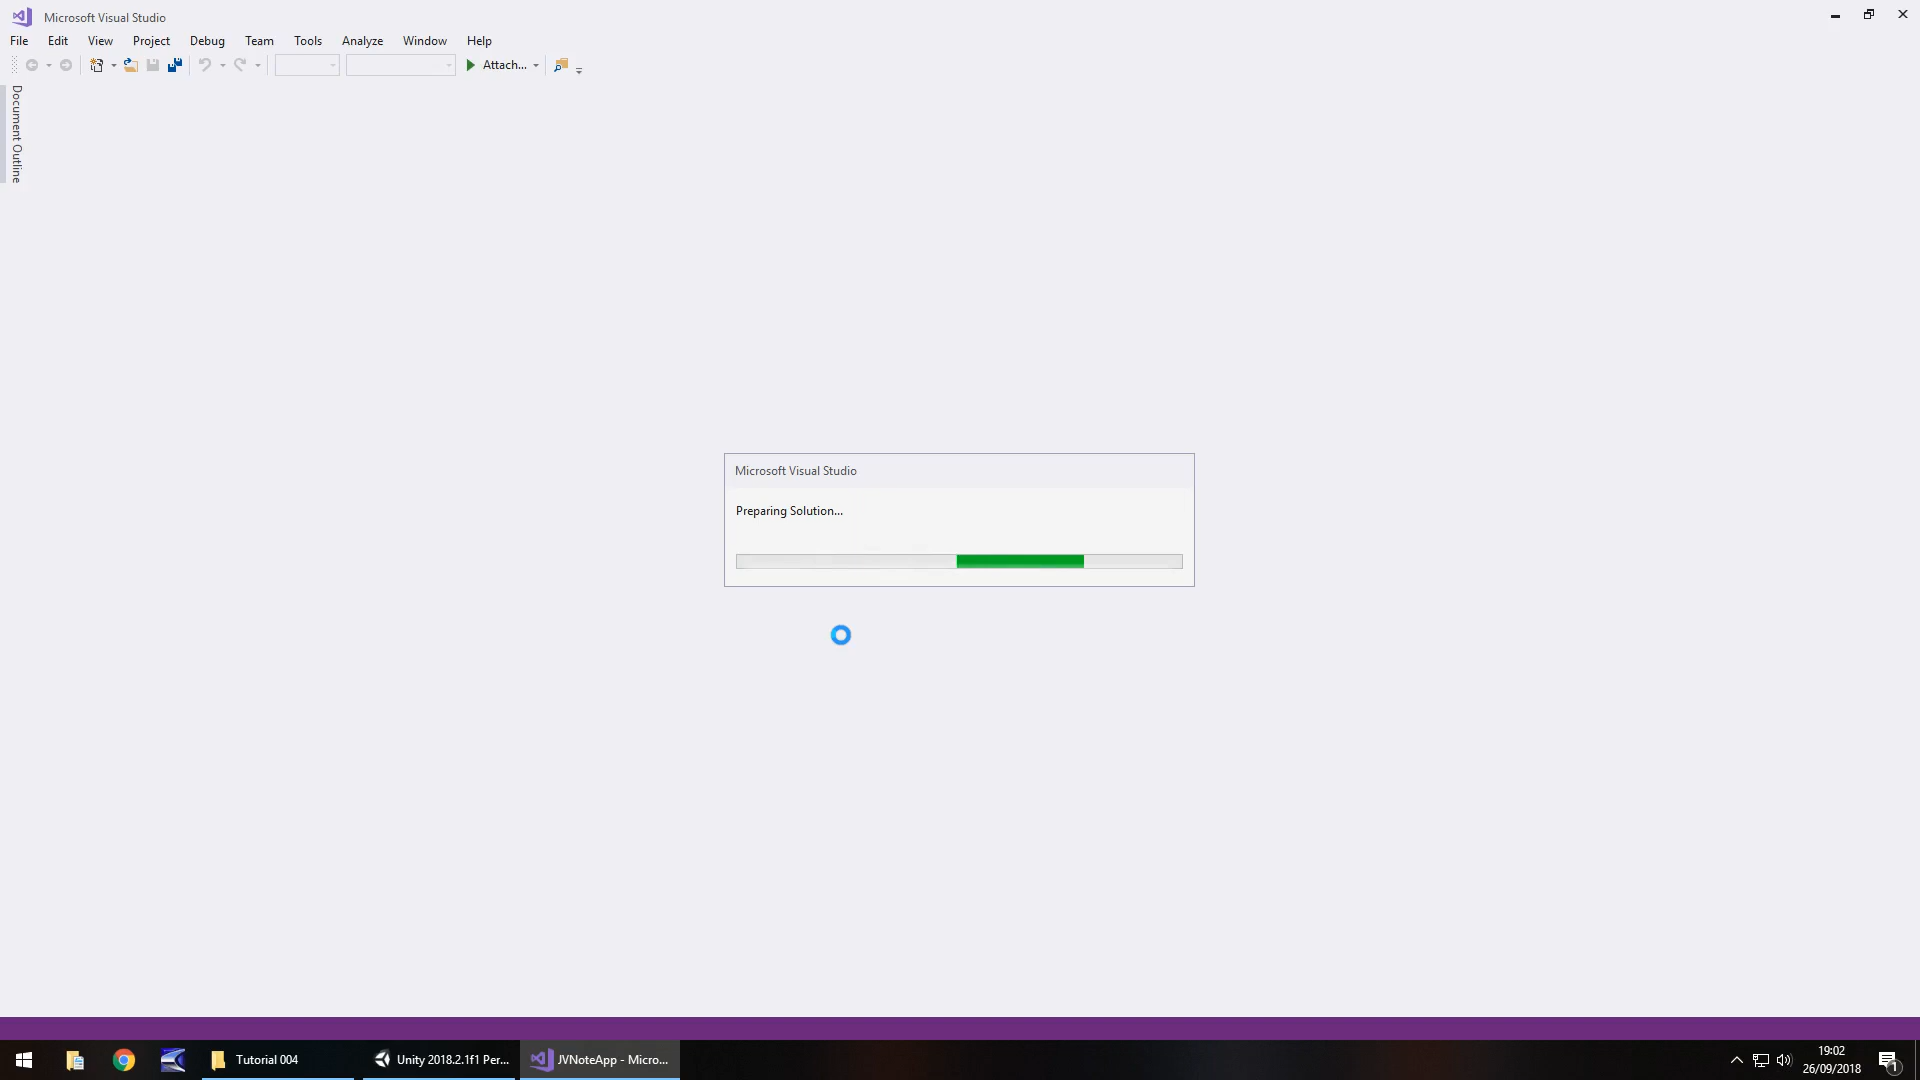 Microsoft Visual Studio
File Edit View Project Debug Team Tools Analyze Window Help
Attach...
Document Outline
Microsoft Visual Studio
Preparing Solution...
Tutorial 004
Unity 2018.2.1f1 Per...
JVNoteApp - Micro...
19:02
26/09/2018
1